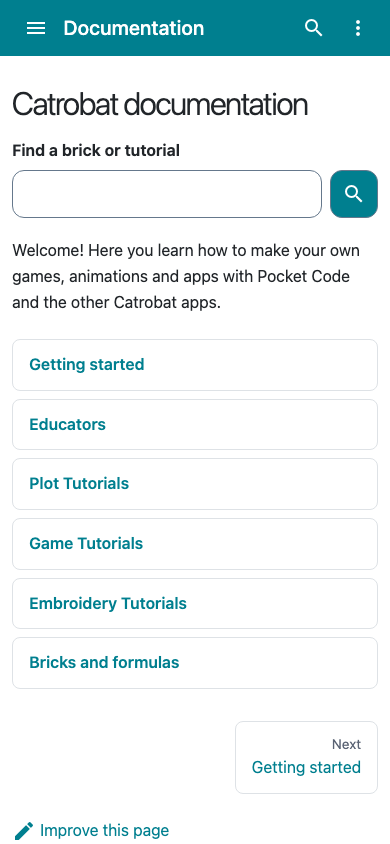 Documentation
Catrobat documentation
Find a brick or tutorial
Welcome! Here you learn how to make your own
games, animations and apps with Pocket Code
and the other Catrobat apps.
Getting started
Educators
Plot Tutorials
Game Tutorials
Embroidery Tutorials
Bricks and formulas
Next
Getting started
Improve this page